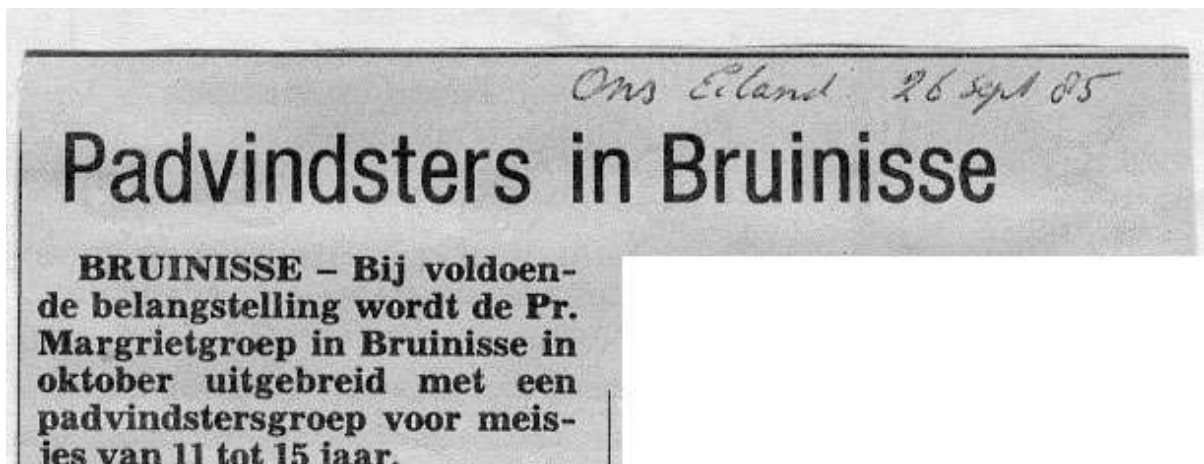 Ons Eiland 26 sept 85
Padvindsters in Bruinisse
BRUINISSE – Bij voldoen-
de belangstelling wordt de Pr.
Margrietgroep in Bruinisse in
oktober uitgebreid met een
padvindstersgroep voor meis-
jes van 11 tot 15 jaar.